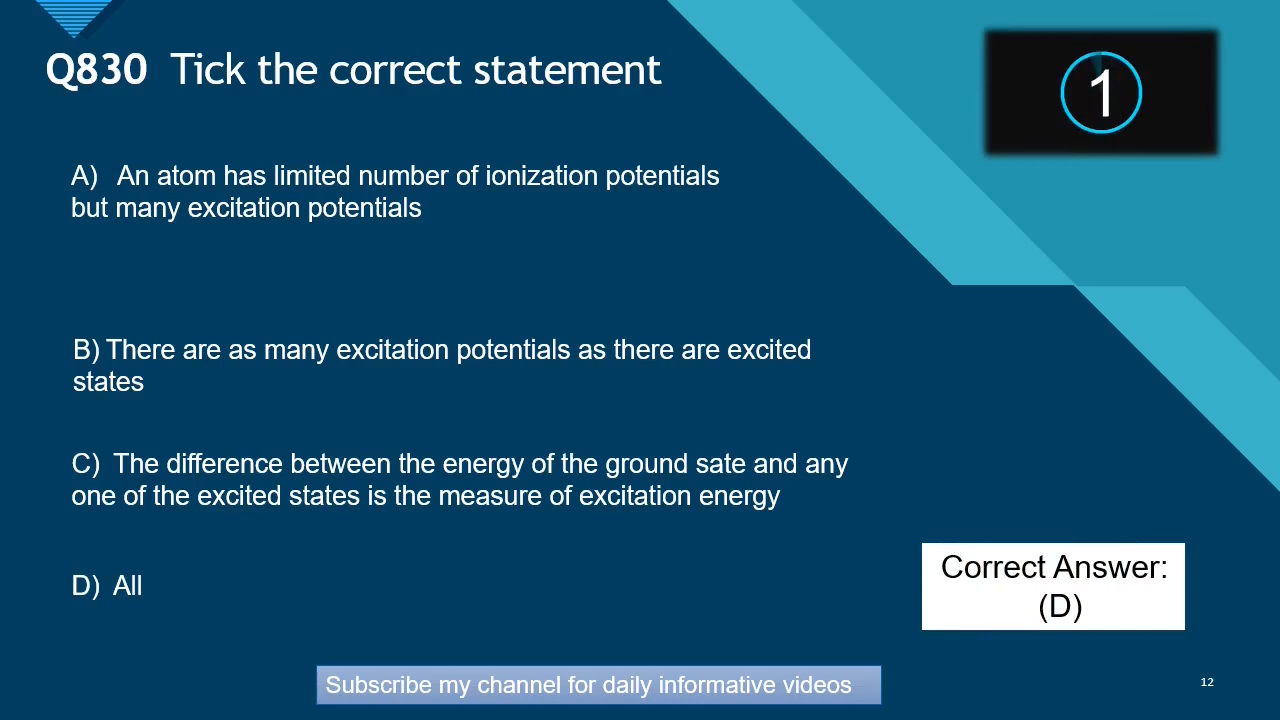 Q830 Tick the correct statement
1
A) An atom has limited number of ionization potentials
but many excitation potentials
B) There are as many excitation potentials as there are excited
states
C) The difference between the energy of the ground sate and any
one of the excited states is the measure of excitation energy
D) All
Correct Answer:
(D)
Subscribe my channel for daily informative videos
12